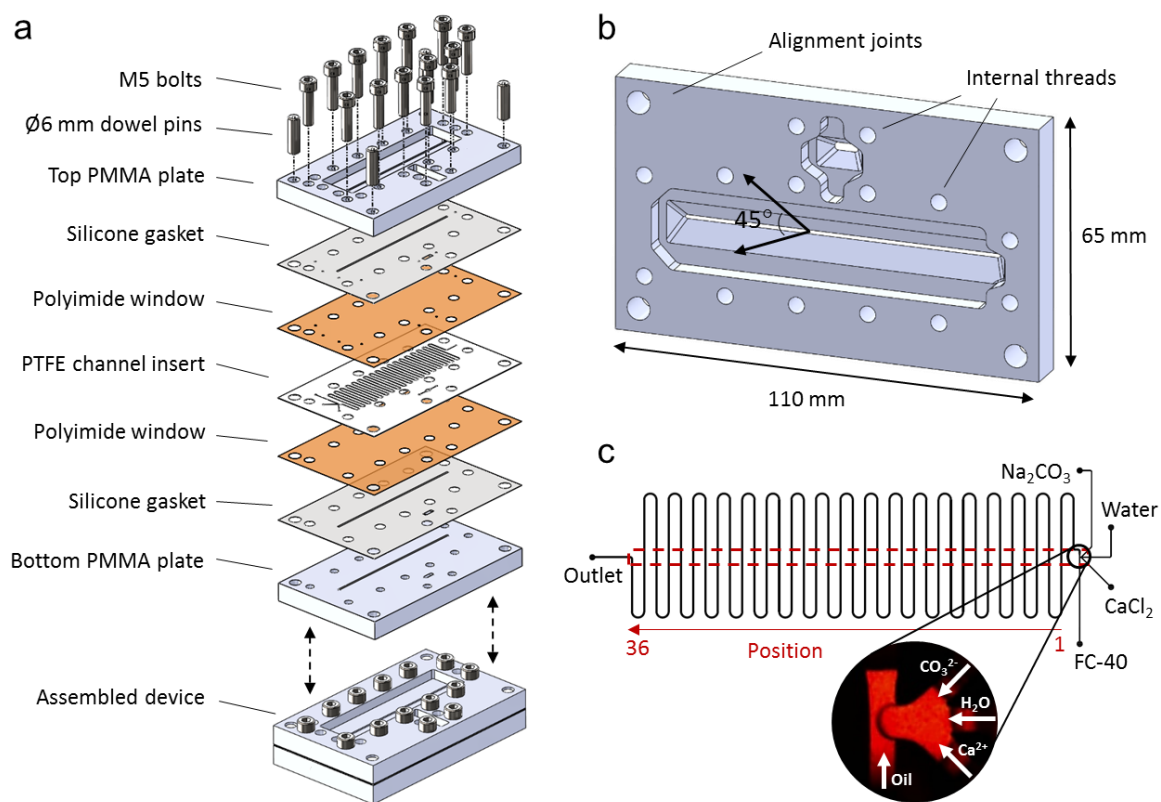 a
M5 bolts
Ø6 mm dowel pins
Top PMMA plate
Silicone gasket
Polyimide window
PTFE channel insert
Polyimide window
Silicone gasket
Bottom PMMA plate
Assembled device
b
Alignment joints
Internal threads
45°
65 mm
110 mm
c
Na₂CO₃
Water
Outlet
CaCl₂
36
Position
1
FC-40
CO₃²⁻
H₂O
Ca²⁺
Oil